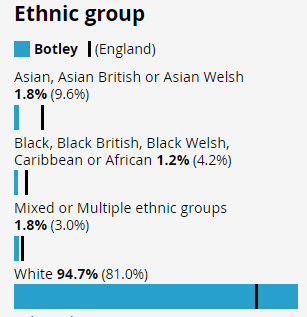 Ethnic group
Botley (England)
Asian, Asian British or Asian Welsh
1.8% (9.6%)
Black, Black British, Black Welsh,
Caribbean or African 1.2% (4.2%)
Mixed or Multiple ethnic groups
1.8% (3.0%)
White 94.7% (81.0%)